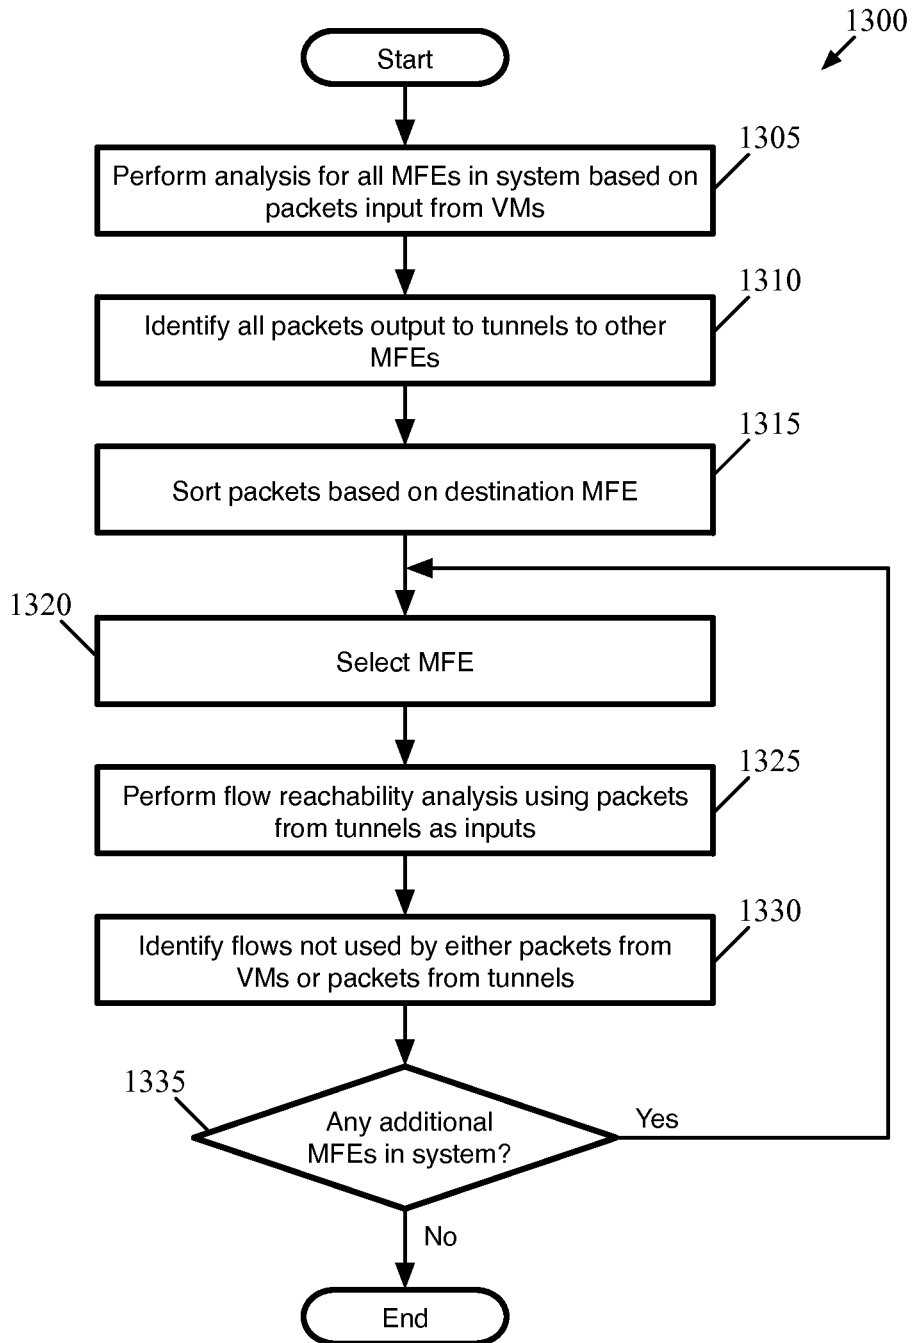 1300
Start
1305
Perform analysis for all MFEs in system based on
packets input from VMs
1310
Identify all packets output to tunnels to other
MFEs
1315
Sort packets based on destination MFE
1320
Select MFE
1325
Perform flow reachability analysis using packets
from tunnels as inputs
1330
Identify flows not used by either packets from
VMs or packets from tunnels
1335
Any additional
MFEs in system?
Yes
No
End